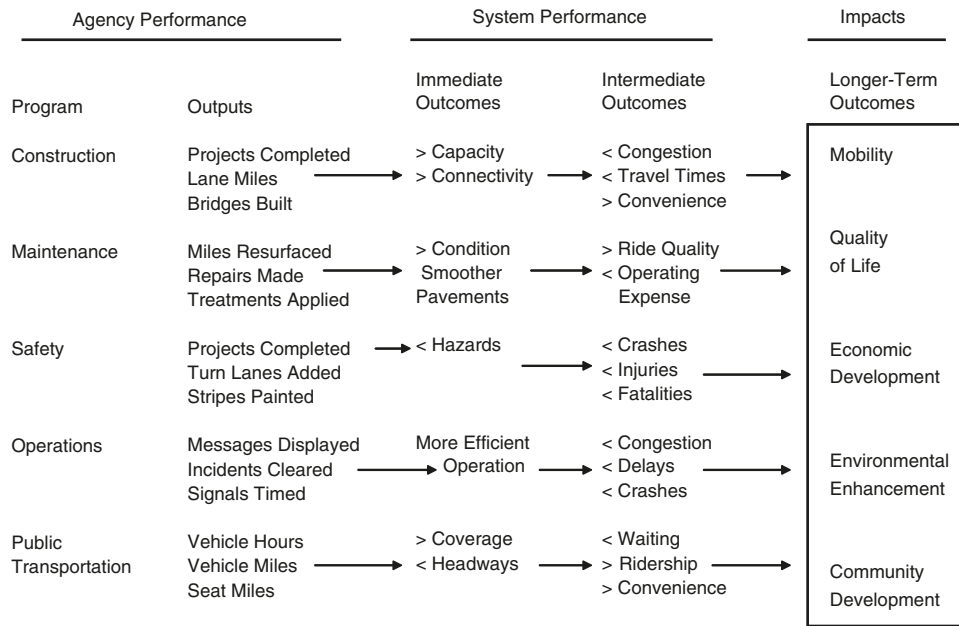 Agency Performance System Performance Impacts
Immediate Intermediate Longer-Term
Program Outputs Outcomes Outcomes Outcomes
Construction
Projects Completed
Lane Miles
Bridges Built
> Capacity
> Connectivity
< Congestion
< Travel Times
> Convenience
Mobility
Maintenance
Miles Resurfaced
Repairs Made
Treatments Applied
> Condition
Smoother
Pavements
> Ride Quality
< Operating
Expense
Quality
of Life
Safety
Projects Completed
Turn Lanes Added
Stripes Painted
< Hazards
< Crashes
< Injuries
< Fatalities
Economic
Development
Operations
Messages Displayed
Incidents Cleared
Signals Timed
More Efficient
Operation
< Congestion
< Delays
< Crashes
Environmental
Enhancement
Public
Transportation
Vehicle Hours
Vehicle Miles
Seat Miles
> Coverage
< Headways
< Waiting
> Ridership
> Convenience
Community
Development